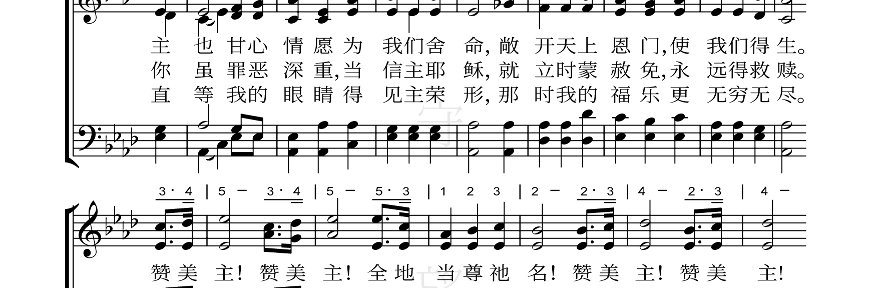 主 也 甘心 情 愿 为 我们舍 命, 敞 开天上 恩 门, 使 我们得 生。
你 虽 罪恶 深 重, 当 信主耶 稣, 就 立时蒙 赦 免, 永 远得救 赎。
直 等 我的 眼 睛 得 见主荣 形, 那 时我的 福 乐 更 无穷无 尽。
守
3· 4 | 5 – 3· 4 | 5 – 5· 3 | 1 2 3 | 2 – 2· 3 | 4 – 2· 3 | 4 –
赞 美 主! 赞 美 主! 全 地 当 尊 祂 名! 赞 美 主! 赞 美 主!